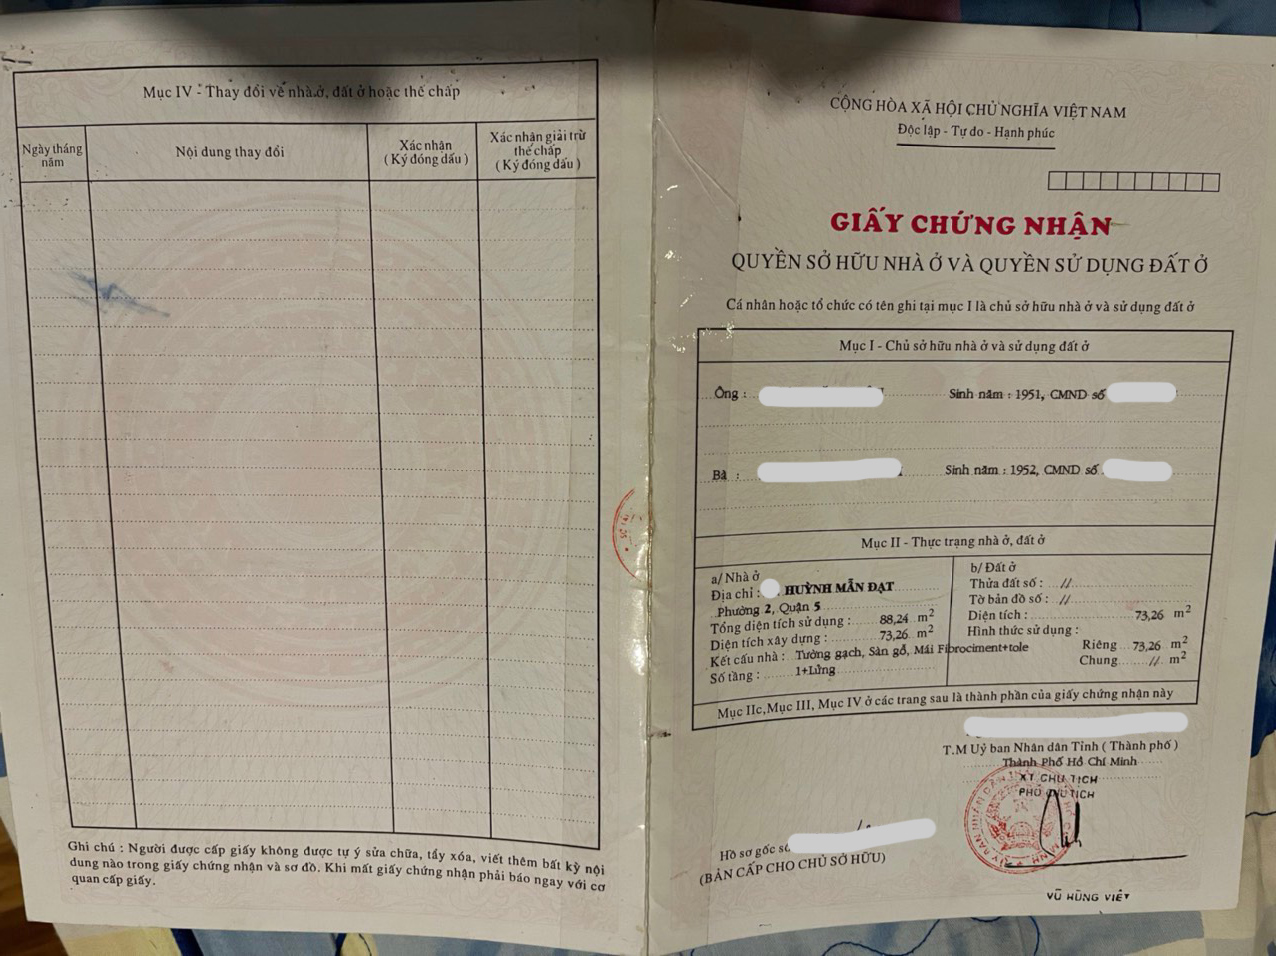 Mục IV - Thay đổi về nhà ở, đất ở hoặc thế chấp
Ngày tháng năm
Nội dung thay đổi
Xác nhận
( Ký đóng dấu )
Xác nhận giải trừ
thế chấp
( Ký đóng dấu )
Ghi chú : Người được cấp giấy không được tự ý sửa chữa, tẩy xóa, viết thêm bất kỳ nội
dung nào trong giấy chứng nhận và sơ đồ. Khi mất giấy chứng nhận phải báo ngay với cơ
quan cấp giấy.
CỘNG HÒA XÃ HỘI CHỦ NGHĨA VIỆT NAM
Độc lập - Tự do - Hạnh phúc
GIẤY CHỨNG NHẬN
QUYỀN SỞ HỮU NHÀ Ở VÀ QUYỀN SỬ DỤNG ĐẤT Ở
Cá nhân hoặc tổ chức có tên ghi tại mục I là chủ sở hữu nhà ở và sử dụng đất ở
Mục I - Chủ sở hữu nhà ở và sử dụng đất ở
Ông : Sinh năm : 1951, CMND số
Bà : Sinh năm : 1952, CMND số
Mục II - Thực trạng nhà ở, đất ở
a/ Nhà ở
Địa chỉ : HUỲNH MẪN ĐẠT
Phường 2, Quận 5
Tổng diện tích sử dụng : 88,24 m²
Diện tích xây dựng : 73,26 m²
Kết cấu nhà : Tường gạch, Sàn gỗ, Mái Fibrociment+tole
Số tầng : 1+Lửng
b/ Đất ở
Thửa đất số : //
Tờ bản đồ số : //
Diện tích : 73,26 m²
Hình thức sử dụng :
Riêng 73,26 m²
Chung // m²
Mục IIc, Mục III, Mục IV ở các trang sau là thành phần của giấy chứng nhận này
T.M Uỷ ban Nhân dân Tỉnh ( Thành phố )
Thành Phố Hồ Chí Minh
KT CHỦ TỊCH
PHÓ CHỦ TỊCH
Hồ sơ gốc số
(BẢN CẤP CHO CHỦ SỞ HỮU)
VŨ HÙNG VIỆT